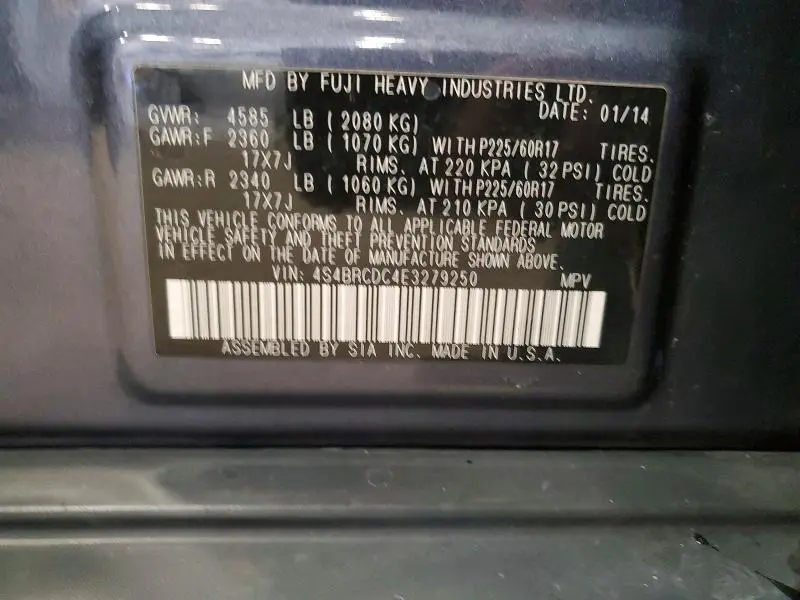 MFD BY FUJI HEAVY INDUSTRIES LTD.
DATE: 01/14
GVWR: 4585 LB ( 2080 KG)
GAWR:F 2360 LB ( 1070 KG) WITHP225/60R17 TIRES.
17X7J RIMS. AT 220 KPA ( 32 PSI) COLD
GAWR:R 2340 LB ( 1060 KG) WITHP225/60R17 TIRES.
17X7J RIMS. AT 210 KPA ( 30 PSI) COLD
THIS VEHICLE CONFORMS TO ALL APPLICABLE FEDERAL MOTOR
VEHICLE SAFETY AND THEFT PREVENTION STANDARDS
IN EFFECT ON THE DATE OF MANUFACTURE SHOWN ABOVE.
VIN: 4S4BRCDC4E3279250 MPV
ASSEMBLED BY SIA INC. MADE IN U.S.A.